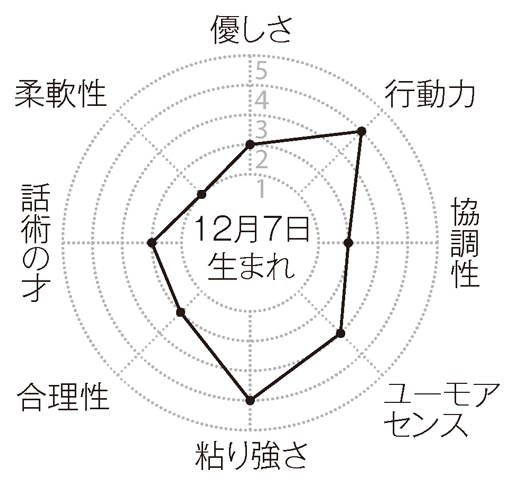 優しさ
行動力
協調性
ユーモア
センス
粘り強さ
合理性
話術の才
柔軟性
5
4
3
2
1
12月7日
生まれ